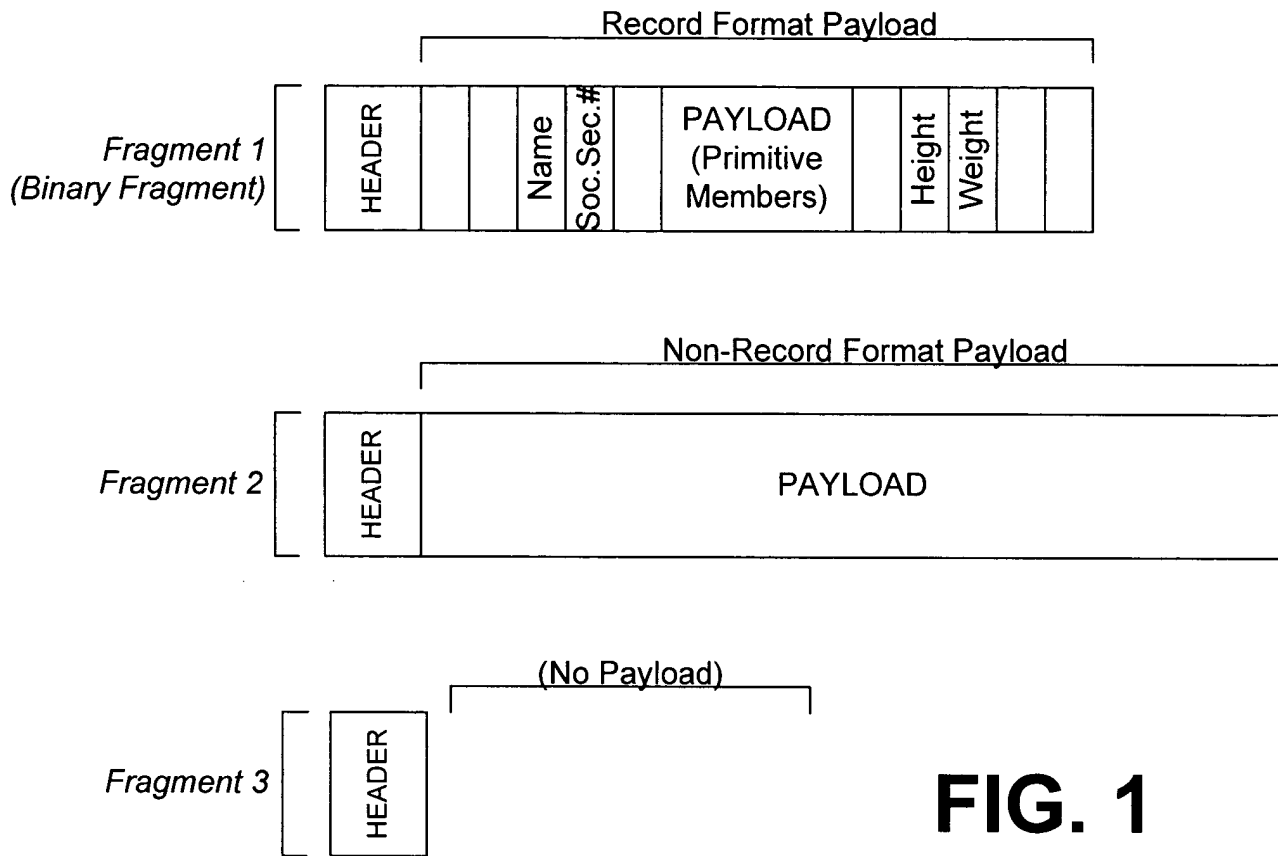 Record Format Payload
Fragment 1
(Binary Fragment)
HEADER
Name
Soc.Sec.#
PAYLOAD
(Primitive
Members)
Height
Weight
Non-Record Format Payload
Fragment 2
HEADER
PAYLOAD
(No Payload)
Fragment 3
HEADER
FIG. 1